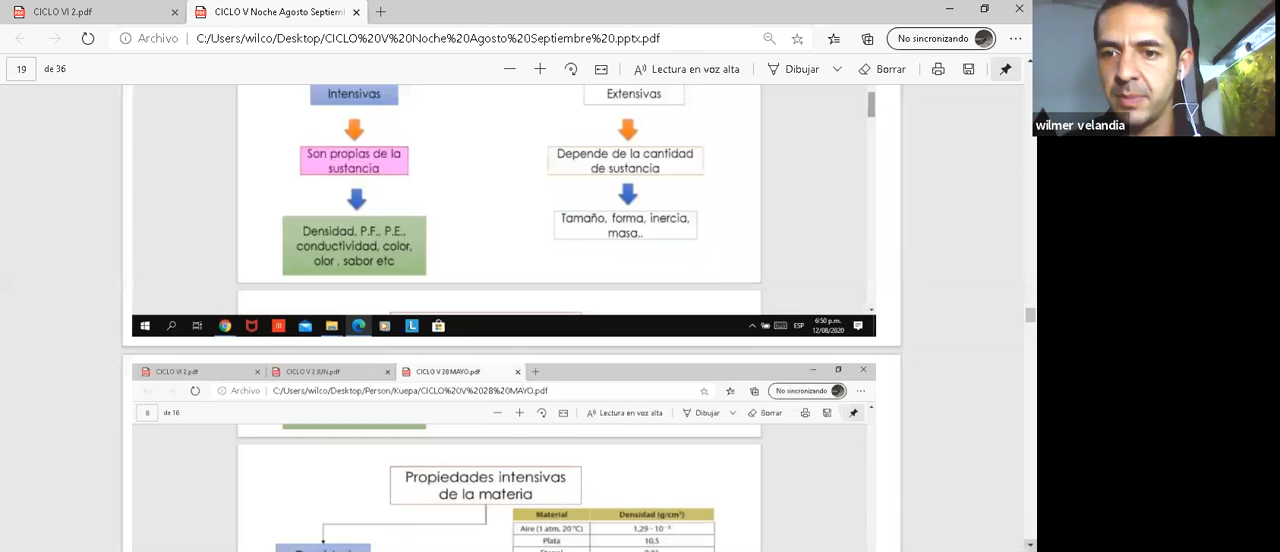 CICLO VI 2.pdf
CICLO V Noche Agosto Septiem
Archivo
C:/Users/wilco/Desktop/CICLO%20V%20Noche%20Agosto%20Septiembre%20.pptx.pdf
No sincronizando
19 de 36
Lectura en voz alta
Dibujar
Borrar
wilmer velandia
Intensivas
Extensivas
Son propias de la
sustancia
Depende de la cantidad
de sustancia
Densidad, P.F., P.E.,
conductividad, color,
olor , sabor etc
Tamaño, forma, inercia,
masa..
ESP
6:50 p.m.
12/08/2020
CICLO VI 2.pdf
CICLO V 2 JUN.pdf
CICLO V 28 MAYO.pdf
Archivo
C:/Users/wilco/Desktop/Person/Kuepa/CICLO%20V%2028%20MAYO.pdf
No sincronizando
8 de 16
Lectura en voz alta
Dibujar
Borrar
Propiedades intensivas
de la materia
Material Densidad (g/cm³)
Aire (1 atm, 20 °C) 1,29 · 10⁻³
Plata 10,5